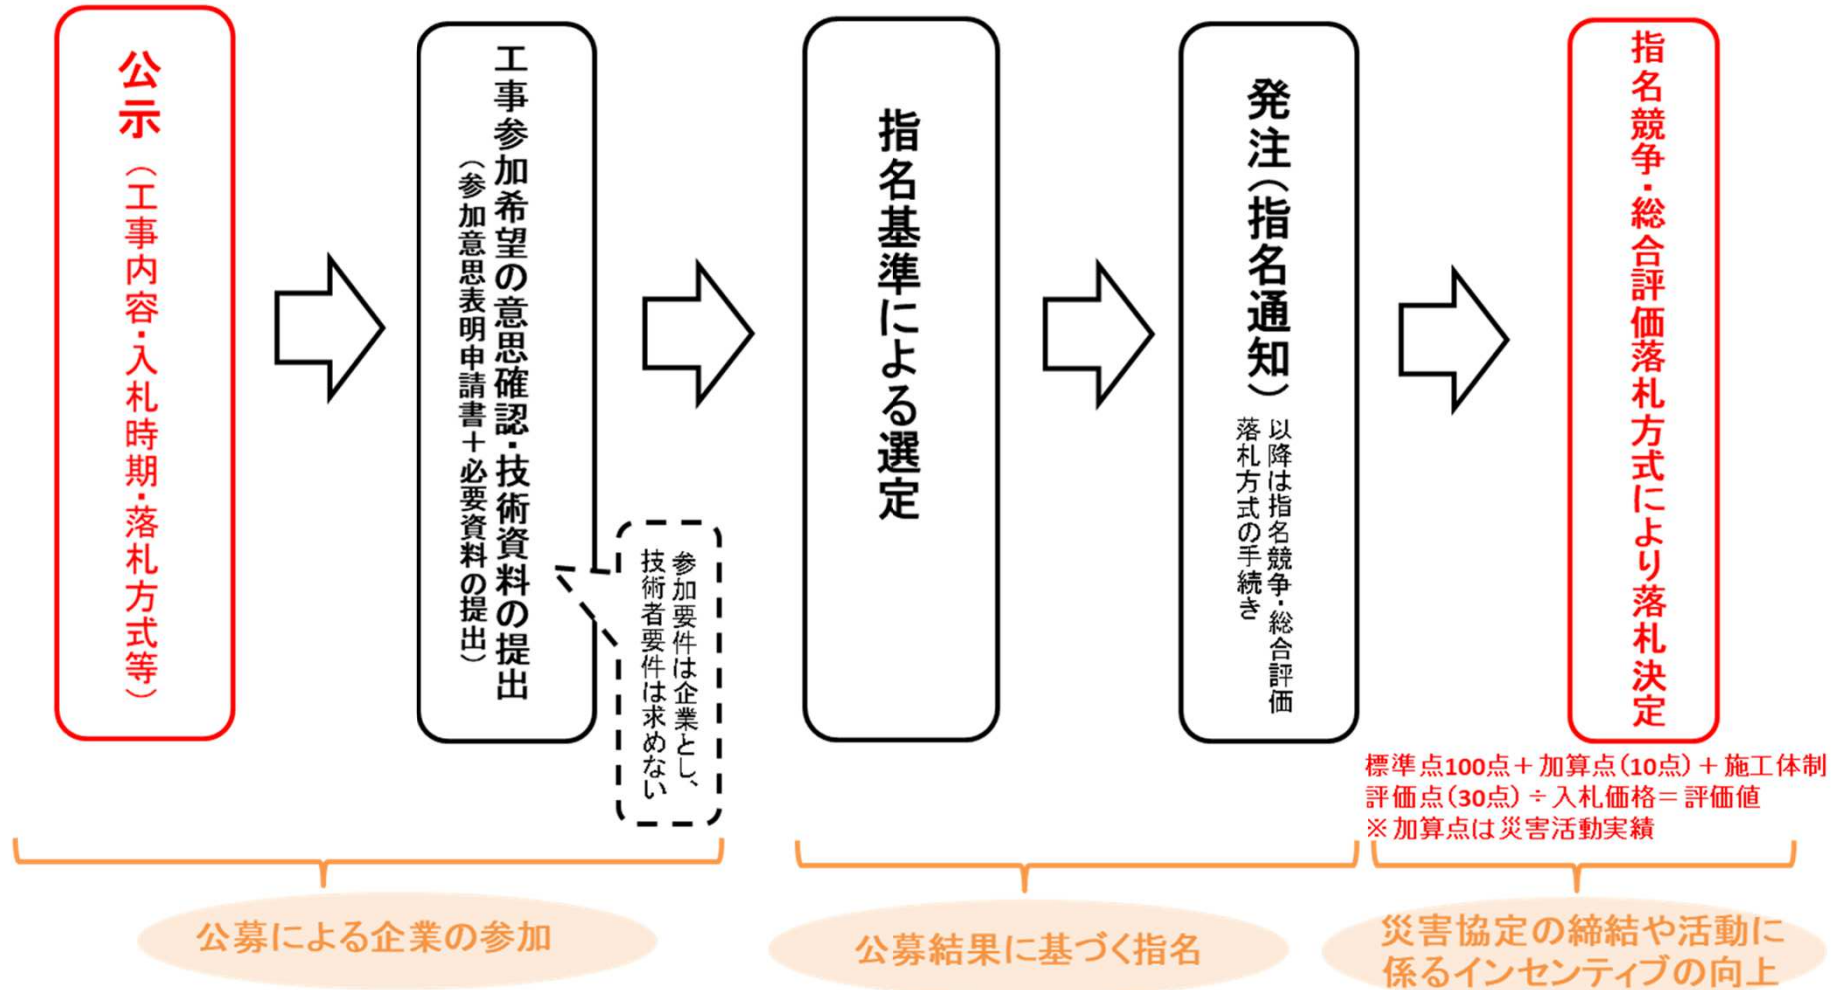 公示(工事内容・入札時期・落札方式等)
工事参加希望の意思確認・技術資料の提出
(参加意思表明申請書+必要資料の提出)
参加要件は企業とし、
技術者要件は求めない
指名基準による選定
発注(指名通知)
以降は指名競争・総合評価
落札方式の手続き
指名競争・総合評価落札方式により落札決定
標準点100点+加算点(10点)+施工体制
評価点(30点)÷入札価格=評価値
※加算点は災害活動実績
公募による企業の参加
公募結果に基づく指名
災害協定の締結や活動に
係るインセンティブの向上